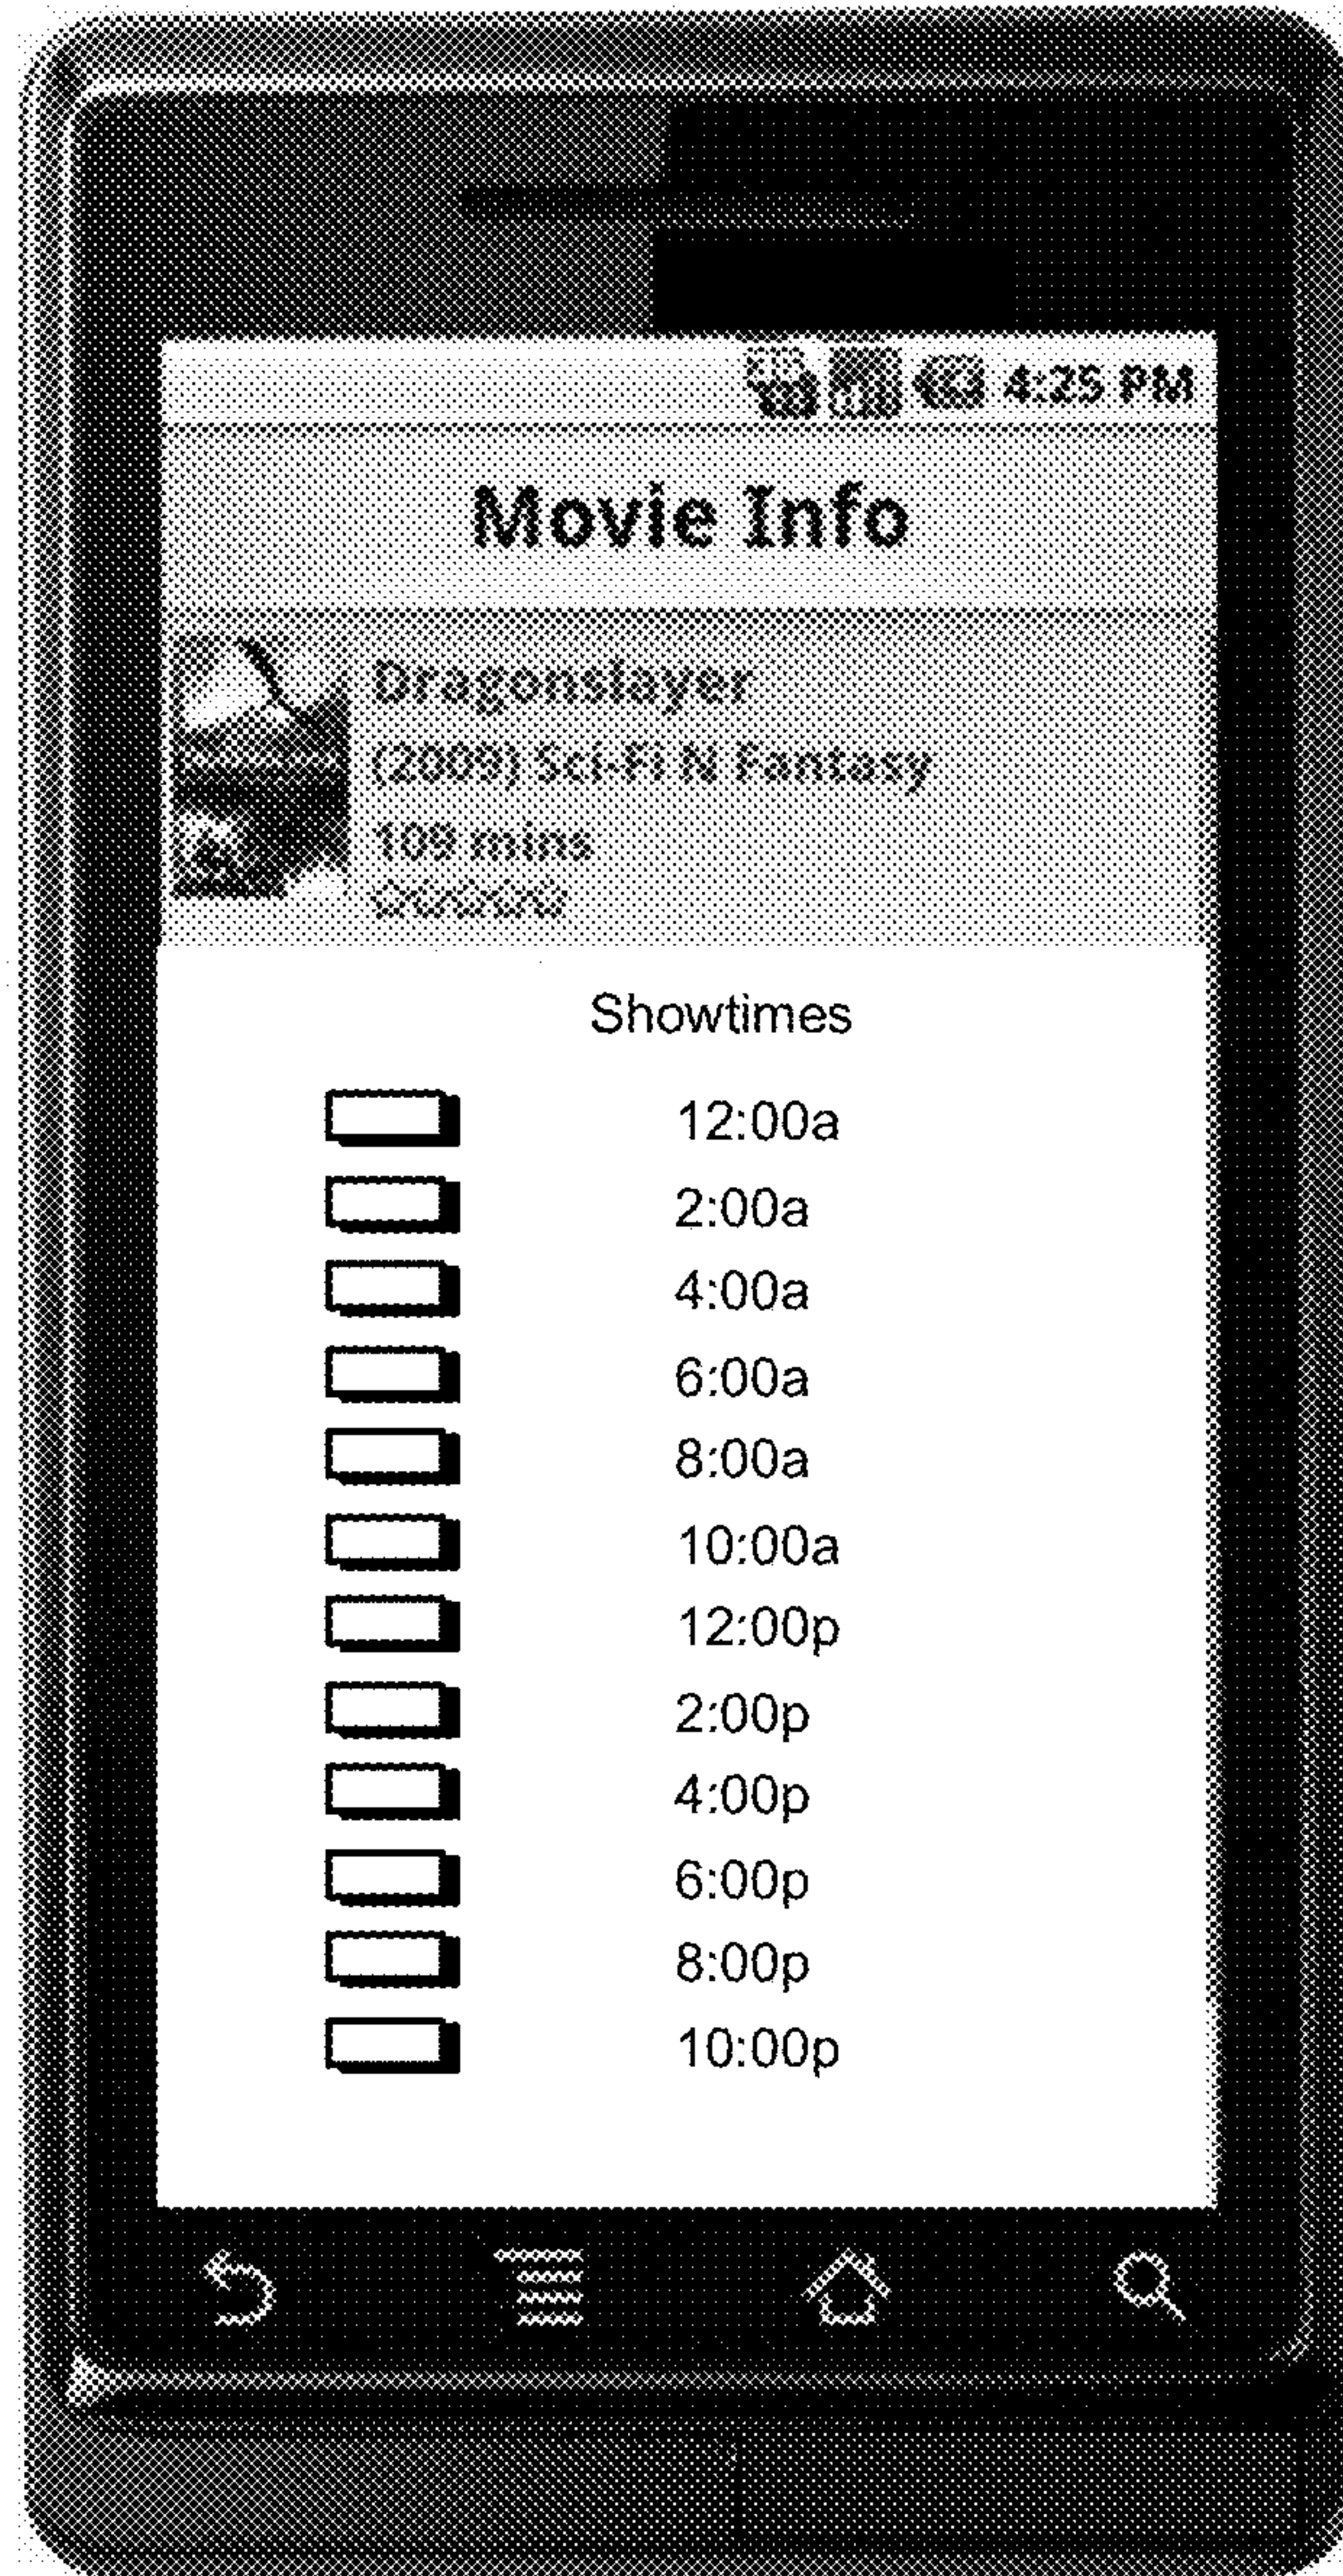 4:25 PM
Movie Info
Dragonslayer
(2009) Sci-Fi N Fantasy
109 mins
Showtimes
12:00a
2:00a
4:00a
6:00a
8:00a
10:00a
12:00p
2:00p
4:00p
6:00p
8:00p
10:00p